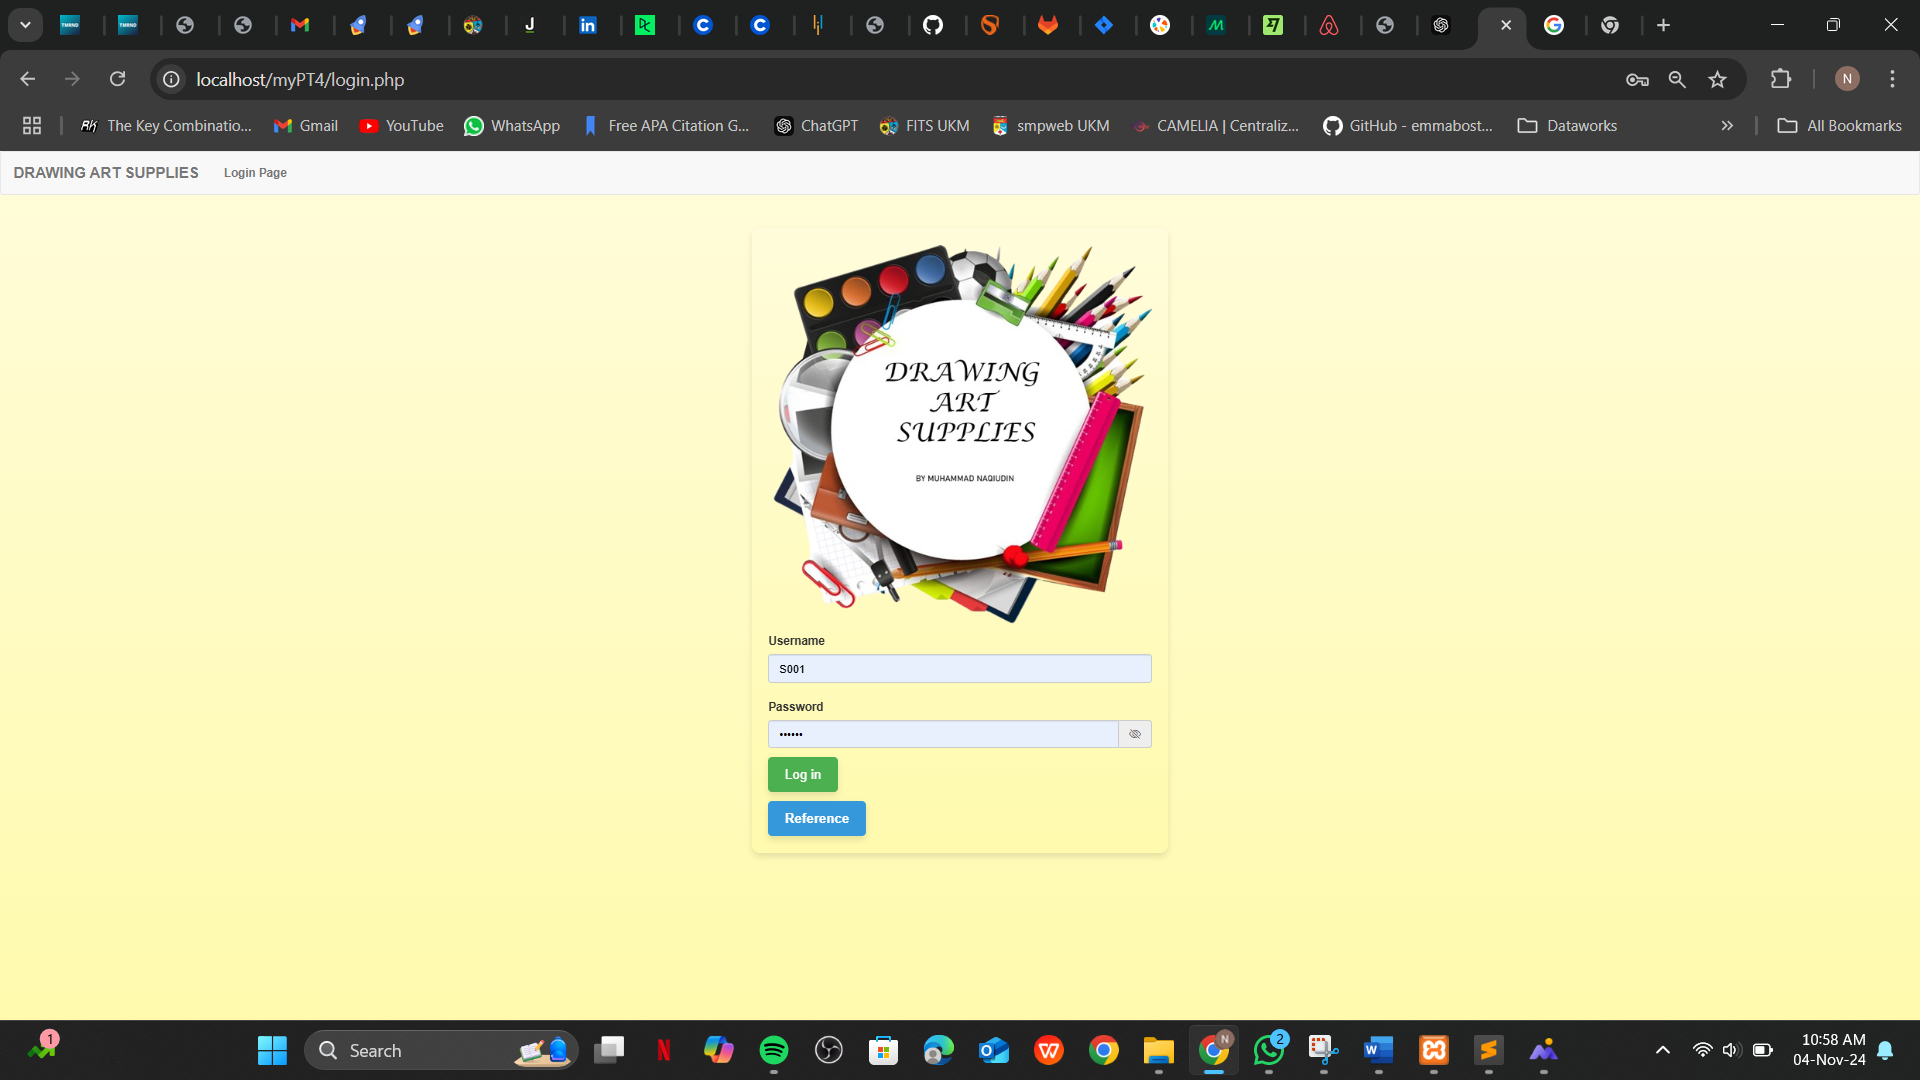 localhost/myPT4/login.php
N
The Key Combinatio...
Gmail
YouTube
WhatsApp
Free APA Citation G...
ChatGPT
FITS UKM
smpweb UKM
CAMELIA | Centraliz...
GitHub - emmabost...
Dataworks
All Bookmarks
DRAWING ART SUPPLIES
Login Page
DRAWING
ART
SUPPLIES
BY MUHAMMAD NAQIUDIN
Username
S001
Password
Log in
Reference
1
Search
N
2
10:58 AM
04-Nov-24